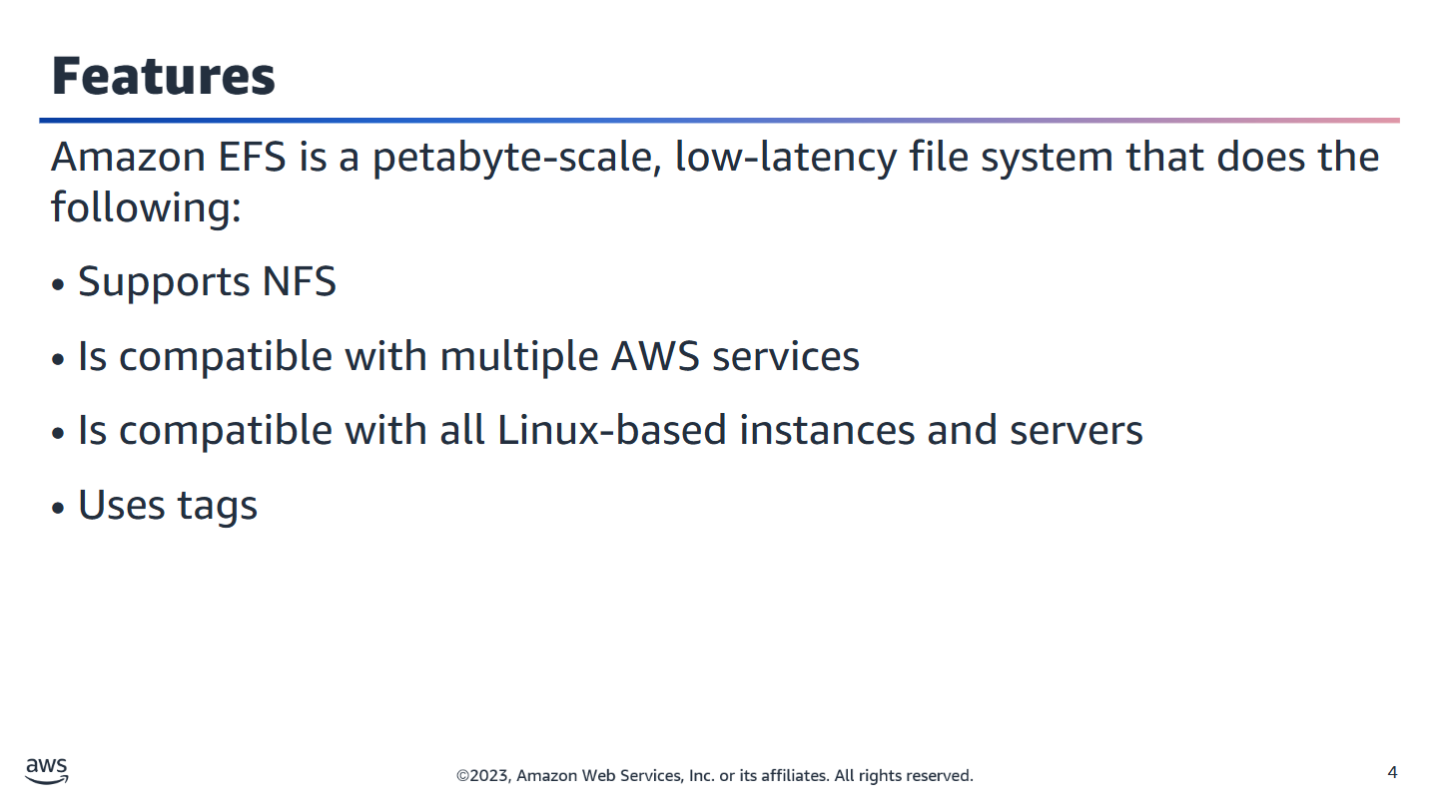 Features
Amazon EFS is a petabyte-scale, low-latency file system that does the
following:
• Supports NFS
• Is compatible with multiple AWS services
• Is compatible with all Linux-based instances and servers
• Uses tags
aws
©2023, Amazon Web Services, Inc. or its affiliates. All rights reserved.
4